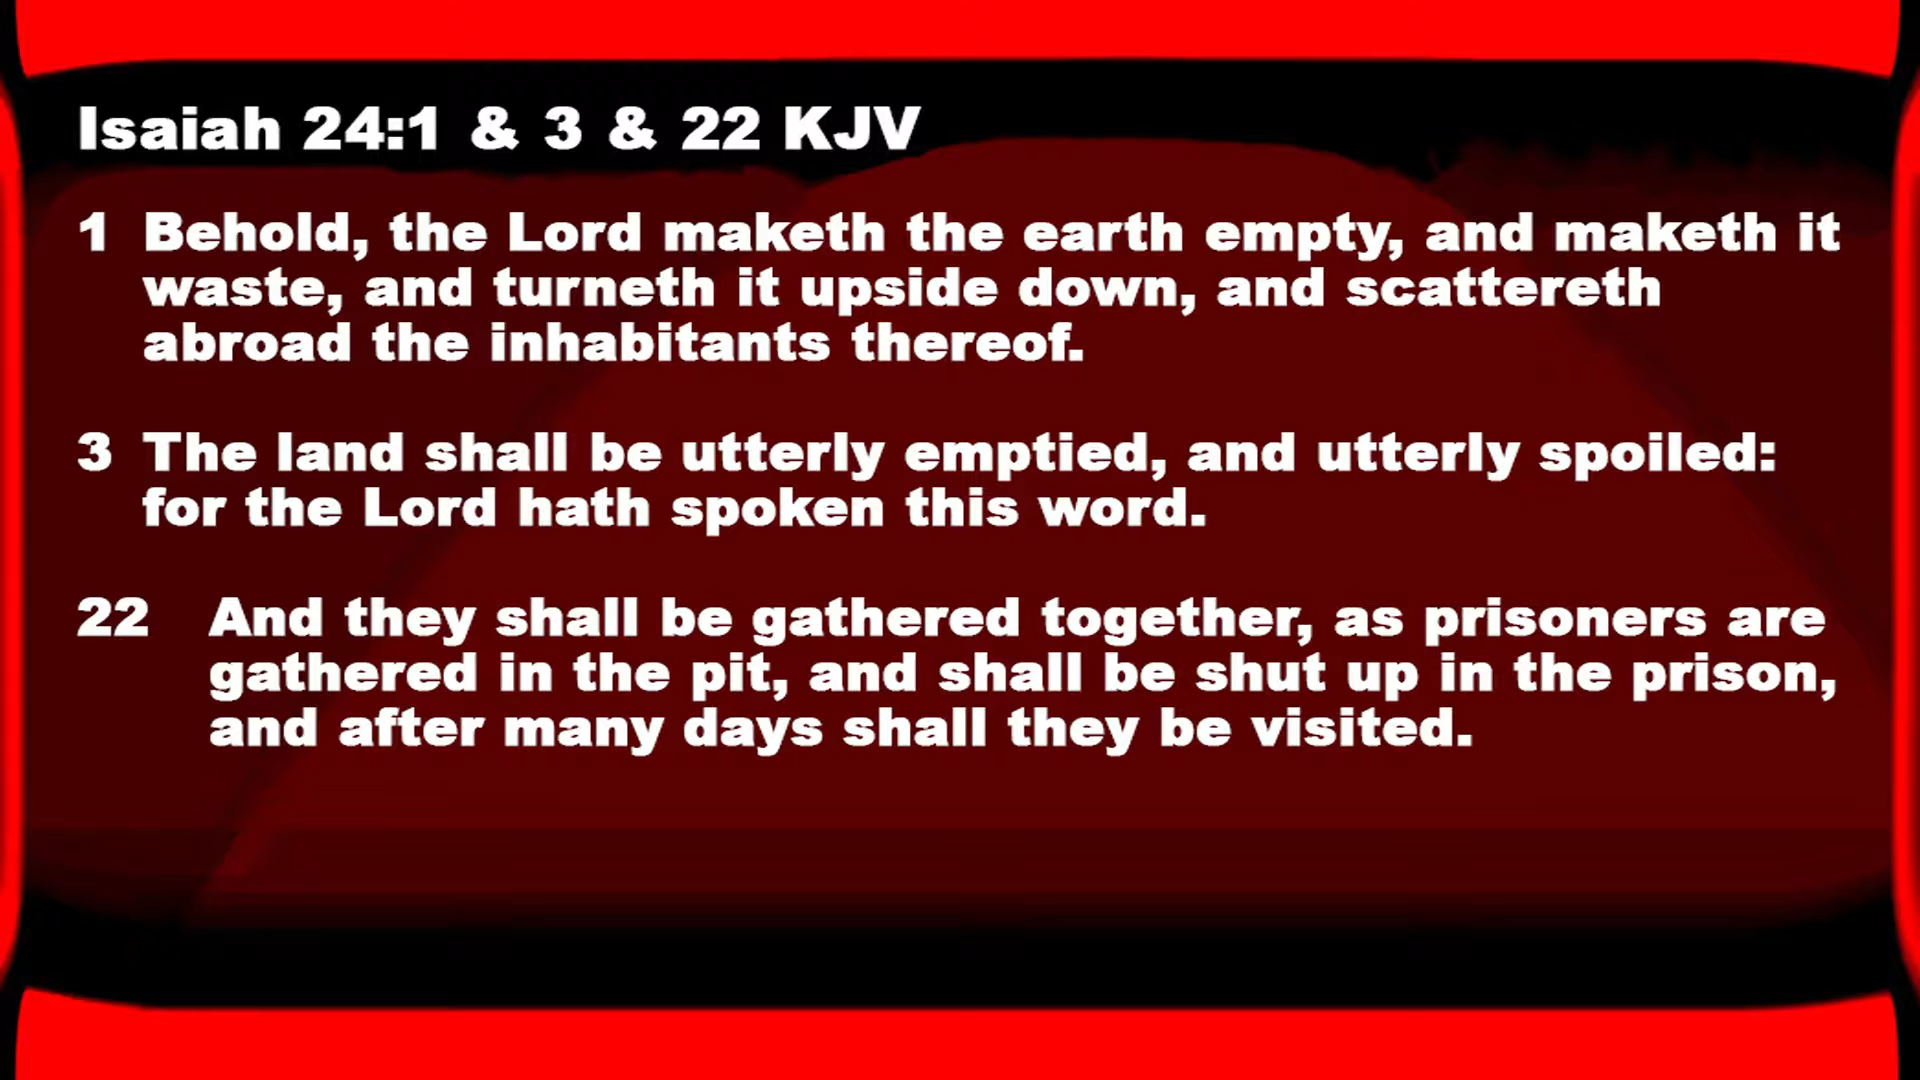 Isaiah 24:1 & 3 & 22 KJV
1 Behold, the Lord maketh the earth empty, and maketh it
waste, and turneth it upside down, and scattereth
abroad the inhabitants thereof.
3 The land shall be utterly emptied, and utterly spoiled:
for the Lord hath spoken this word.
22 And they shall be gathered together, as prisoners are
gathered in the pit, and shall be shut up in the prison,
and after many days shall they be visited.